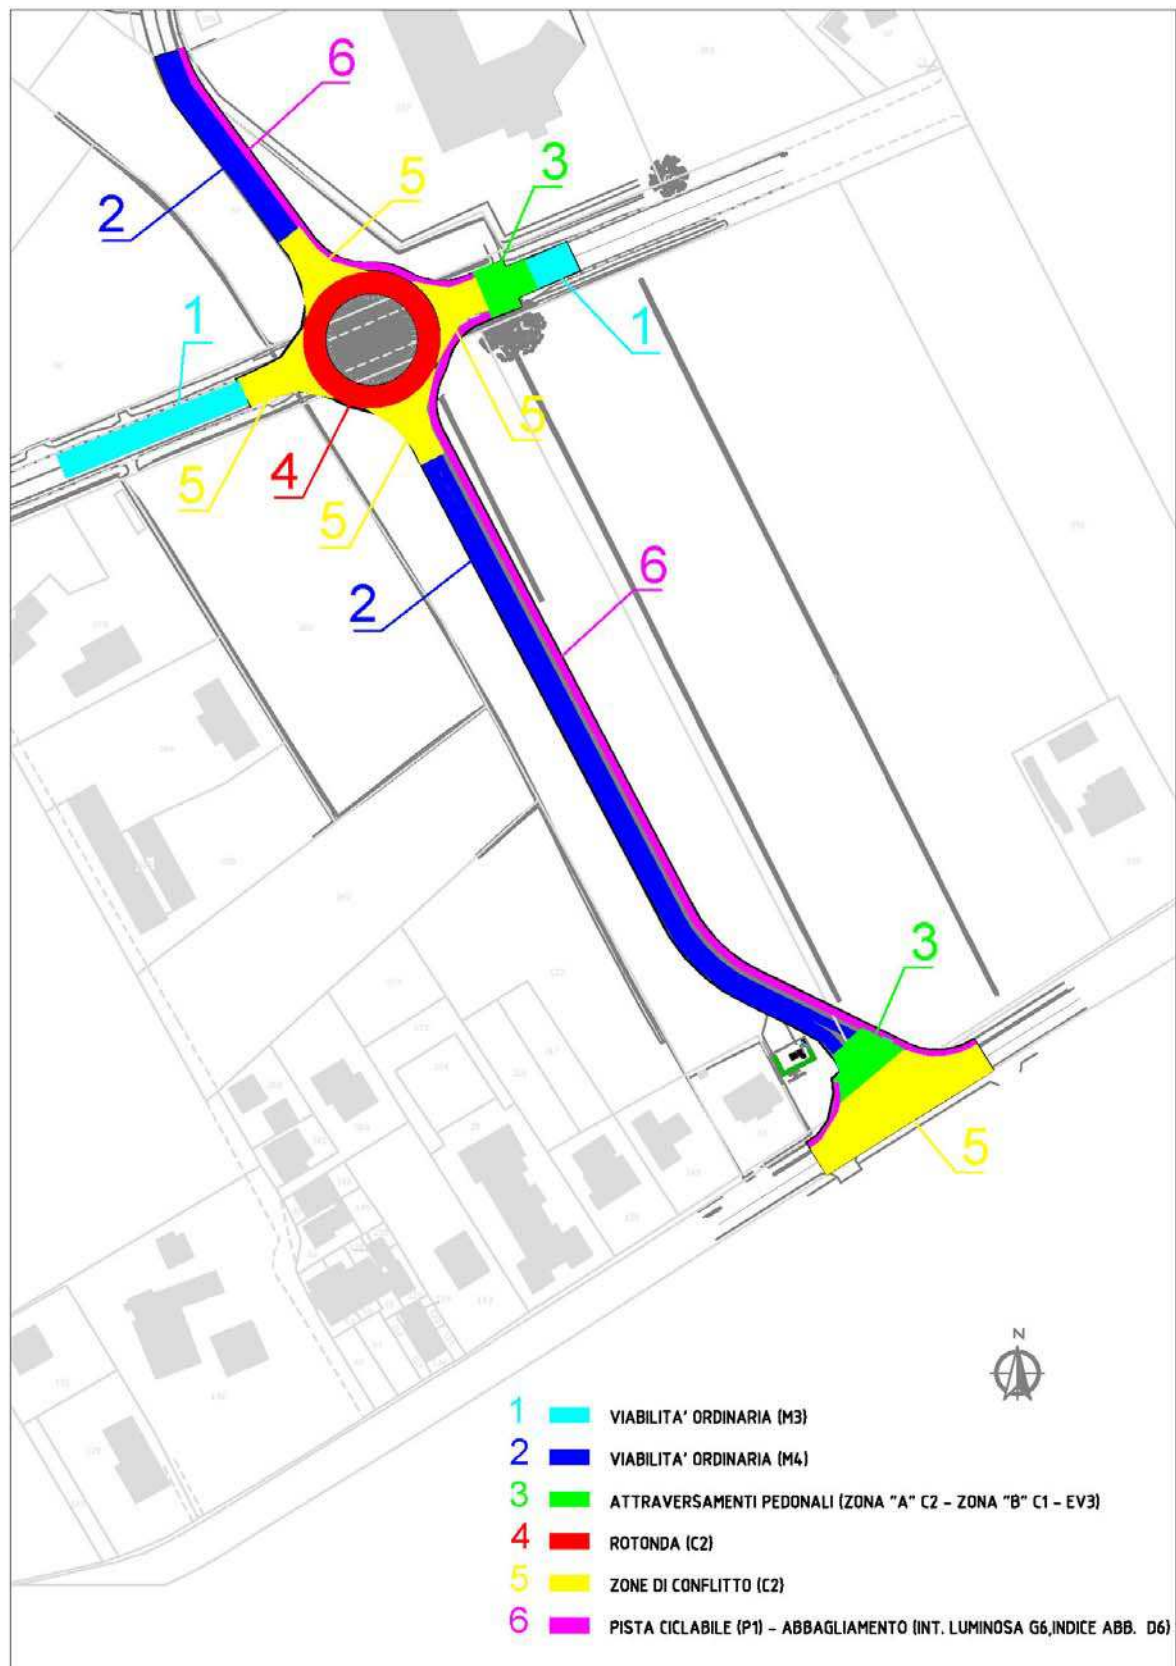 6
3
5
2
1
1
5
5
4
5
6
2
3
5
N
1 VIABILITA' ORDINARIA (M3)
2 VIABILITA' ORDINARIA (M4)
3 ATTRAVERSAMENTI PEDONALI (ZONA "A" C2 - ZONA "B" C1 - EV3)
4 ROTONDA (C2)
5 ZONE DI CONFLITTO (C2)
6 PISTA CICLABILE (P1) - ABBAGLIAMENTO (INT. LUMINOSA G6,INDICE ABB. D6)